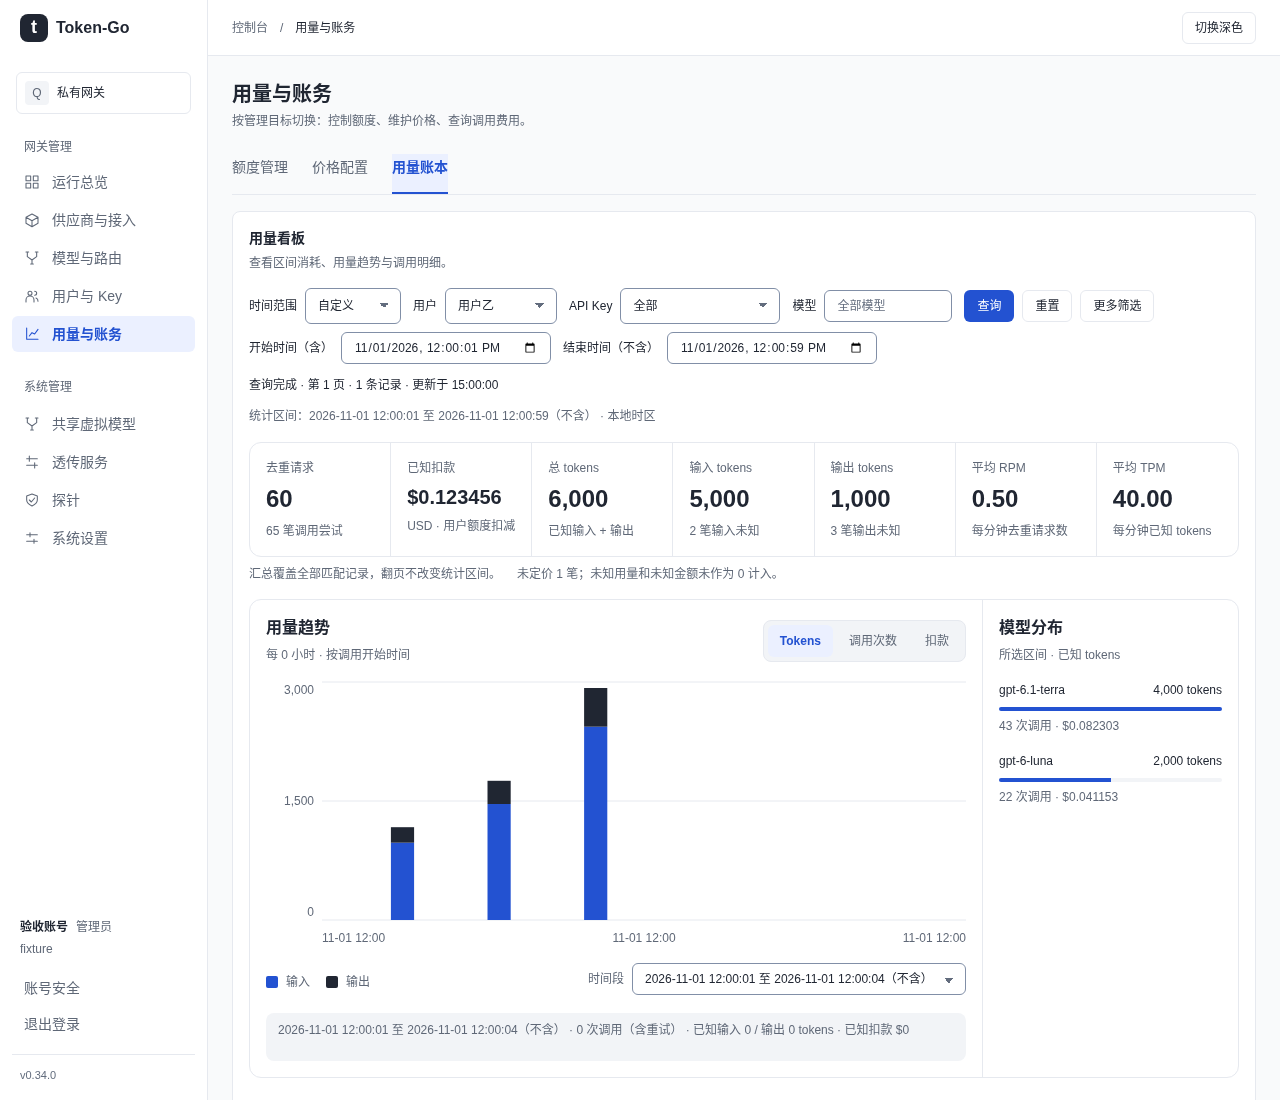 t Token-Go
Q 私有网关
网关管理
运行总览
供应商与接入
模型与路由
用户与 Key
用量与账务
系统管理
共享虚拟模型
透传服务
探针
系统设置
验收账号 管理员
fixture
账号安全
退出登录
v0.34.0
控制台 / 用量与账务
切换深色
用量与账务
按管理目标切换：控制额度、维护价格、查询调用费用。
额度管理 价格配置 用量账本
用量看板
查看区间消耗、用量趋势与调用明细。
时间范围 自定义 用户 用户乙 API Key 全部 模型 全部模型 查询 重置 更多筛选
开始时间（含） 11/01/2026, 12:00:01 PM 结束时间（不含） 11/01/2026, 12:00:59 PM
查询完成 · 第 1 页 · 1 条记录 · 更新于 15:00:00
统计区间：2026-11-01 12:00:01 至 2026-11-01 12:00:59（不含） · 本地时区
去重请求
60
65 笔调用尝试
已知扣款
$0.123456
USD · 用户额度扣减
总 tokens
6,000
已知输入 + 输出
输入 tokens
5,000
2 笔输入未知
输出 tokens
1,000
3 笔输出未知
平均 RPM
0.50
每分钟去重请求数
平均 TPM
40.00
每分钟已知 tokens
汇总覆盖全部匹配记录，翻页不改变统计区间。 未定价 1 笔；未知用量和未知金额未作为 0 计入。
用量趋势
每 0 小时 · 按调用开始时间
Tokens 调用次数 扣款
3,000
1,500
0
11-01 12:00 11-01 12:00 11-01 12:00
输入 输出
时间段 2026-11-01 12:00:01 至 2026-11-01 12:00:04（不含）
2026-11-01 12:00:01 至 2026-11-01 12:00:04（不含） · 0 次调用（含重试） · 已知输入 0 / 输出 0 tokens · 已知扣款 $0
模型分布
所选区间 · 已知 tokens
gpt-6.1-terra 4,000 tokens
43 次调用 · $0.082303
gpt-6-luna 2,000 tokens
22 次调用 · $0.041153